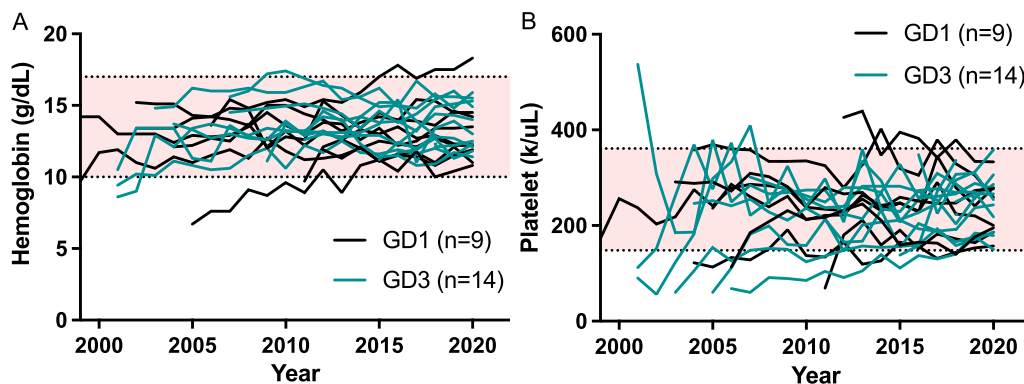 A
Hemoglobin (g/dL)
20
15
10
5
0
GD1 (n=9)
GD3 (n=14)
2000 2005 2010 2015 2020
Year
B
Platelet (k/uL)
600
400
200
0
GD1 (n=9)
GD3 (n=14)
2000 2005 2010 2015 2020
Year